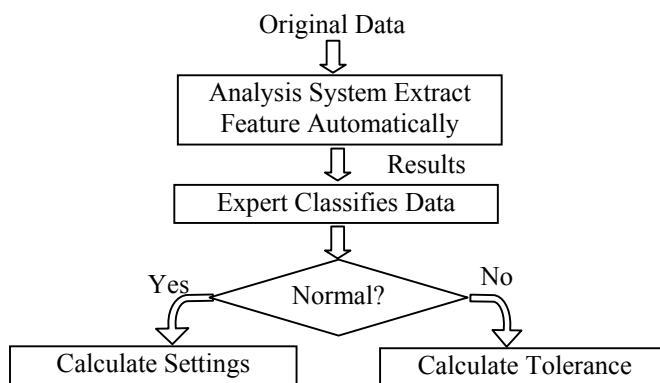 Original Data
Analysis System Extract
Feature Automatically
Results
Expert Classifies Data
Yes
No
Normal?
Calculate Settings
Calculate Tolerance